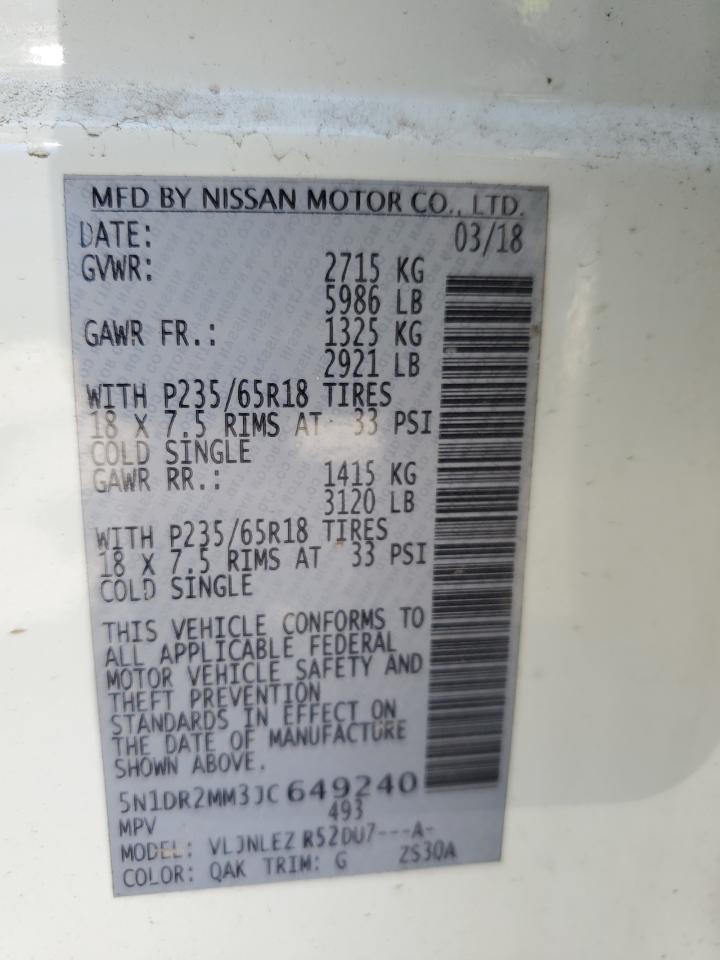 MFD BY NISSAN MOTOR CO., LTD.
DATE: 03/18
GVWR: 2715 KG
5986 LB
GAWR FR.: 1325 KG
2921 LB
WITH P235/65R18 TIRES
18 X 7.5 RIMS AT 33 PSI
COLD SINGLE
GAWR RR.: 1415 KG
3120 LB
WITH P235/65R18 TIRES
18 X 7.5 RIMS AT 33 PSI
COLD SINGLE
THIS VEHICLE CONFORMS TO
ALL APPLICABLE FEDERAL
MOTOR VEHICLE SAFETY AND
THEFT PREVENTION
STANDARDS IN EFFECT ON
THE DATE OF MANUFACTURE
SHOWN ABOVE.
5N1DR2MM3JC649240
MPV 493
MODEL: VLJNLEZ R52DU7---A-
COLOR: QAK TRIM: G ZS30A